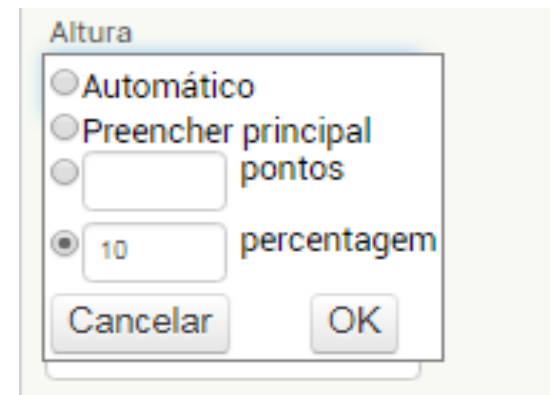 Altura
Automático
Preencher principal
pontos
10 percentagem
Cancelar OK